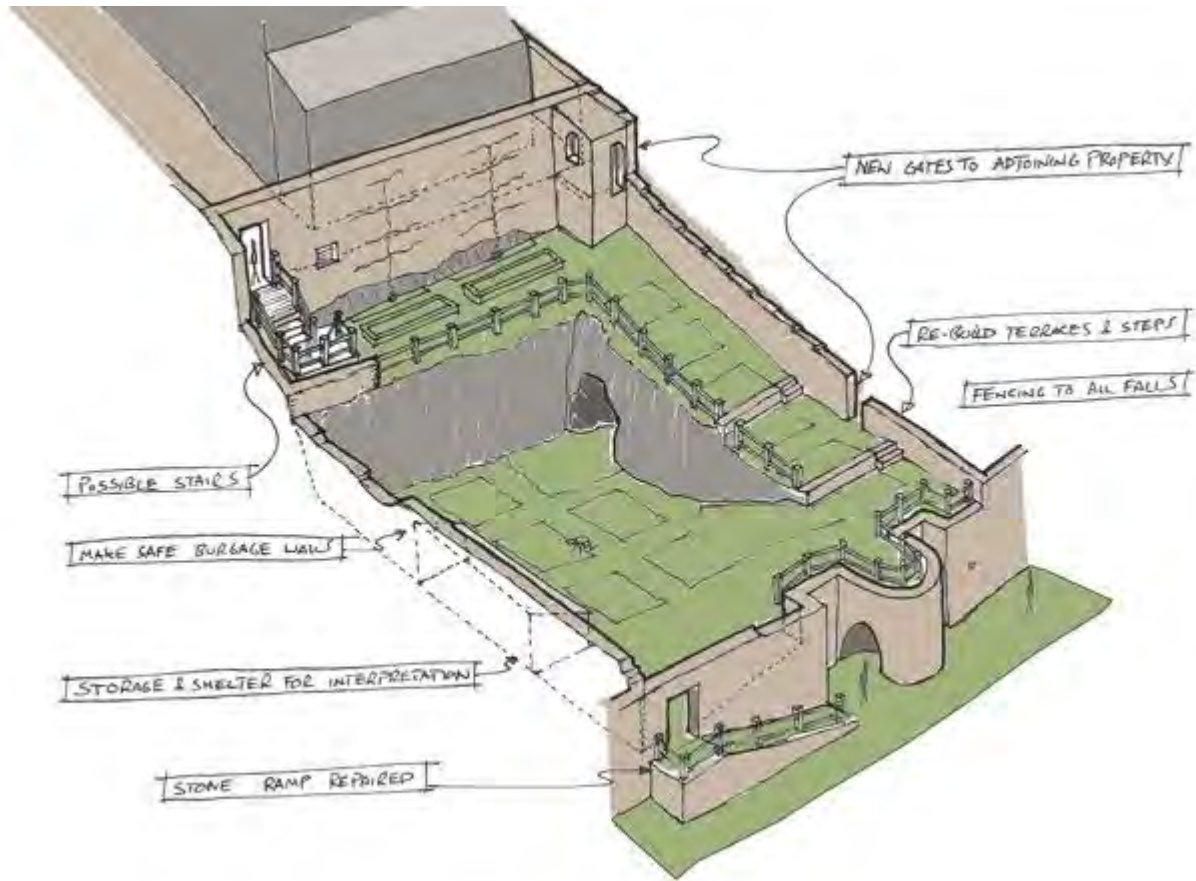 NEW GATES TO ADJOINING PROPERTY
RE-BUILD TERRACES & STEPS
FENCING TO ALL FALLS
POSSIBLE STAIRS
MAKE SAFE BURGAGE WALLS
STORAGE & SHELTER FOR INTERPRETATION
STONE RAMP REPAIRED